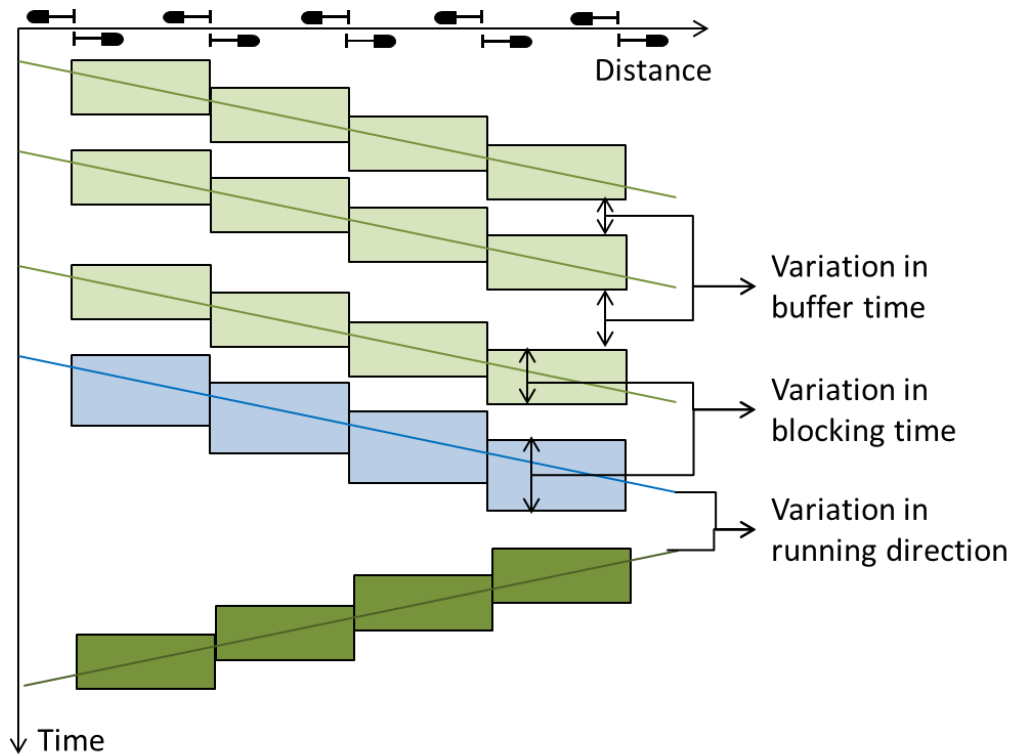 Distance
Variation in
buffer time
Variation in
blocking time
Variation in
running direction
Time